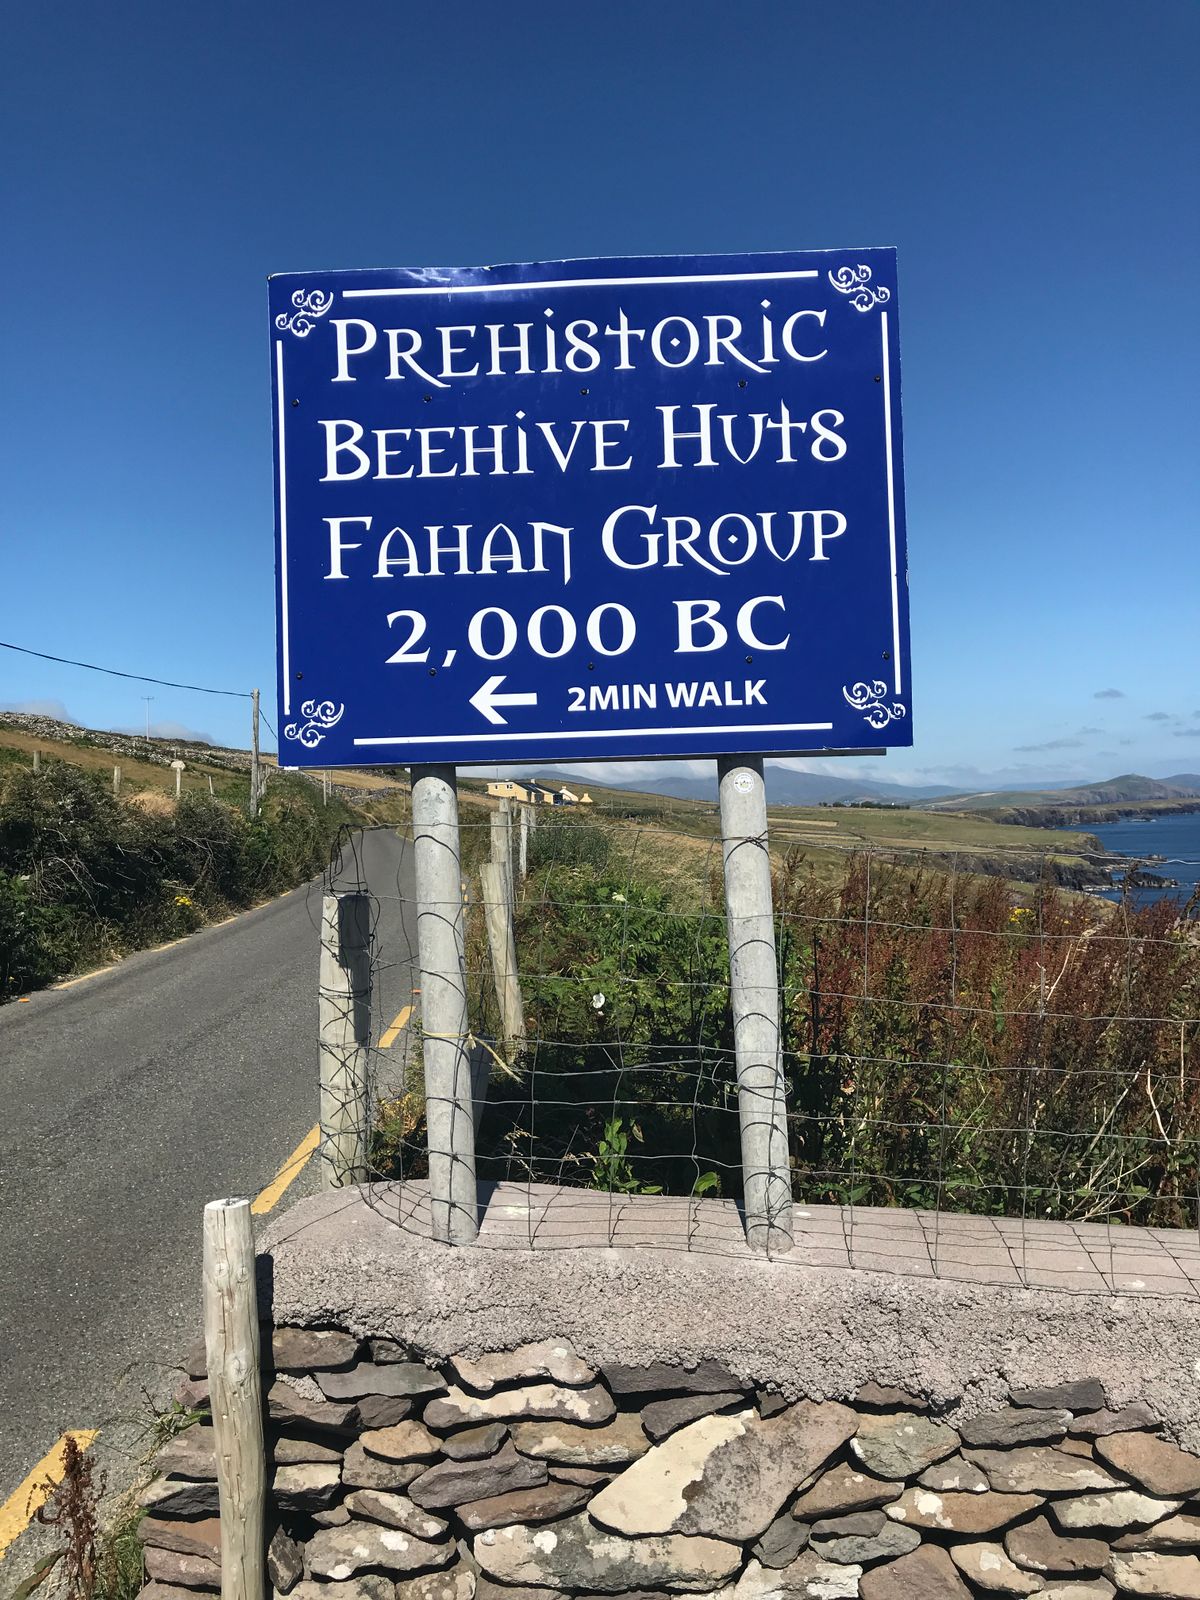 Prehistoric
Beehive Huts
Fahan Group
2,000 BC
← 2MIN WALK